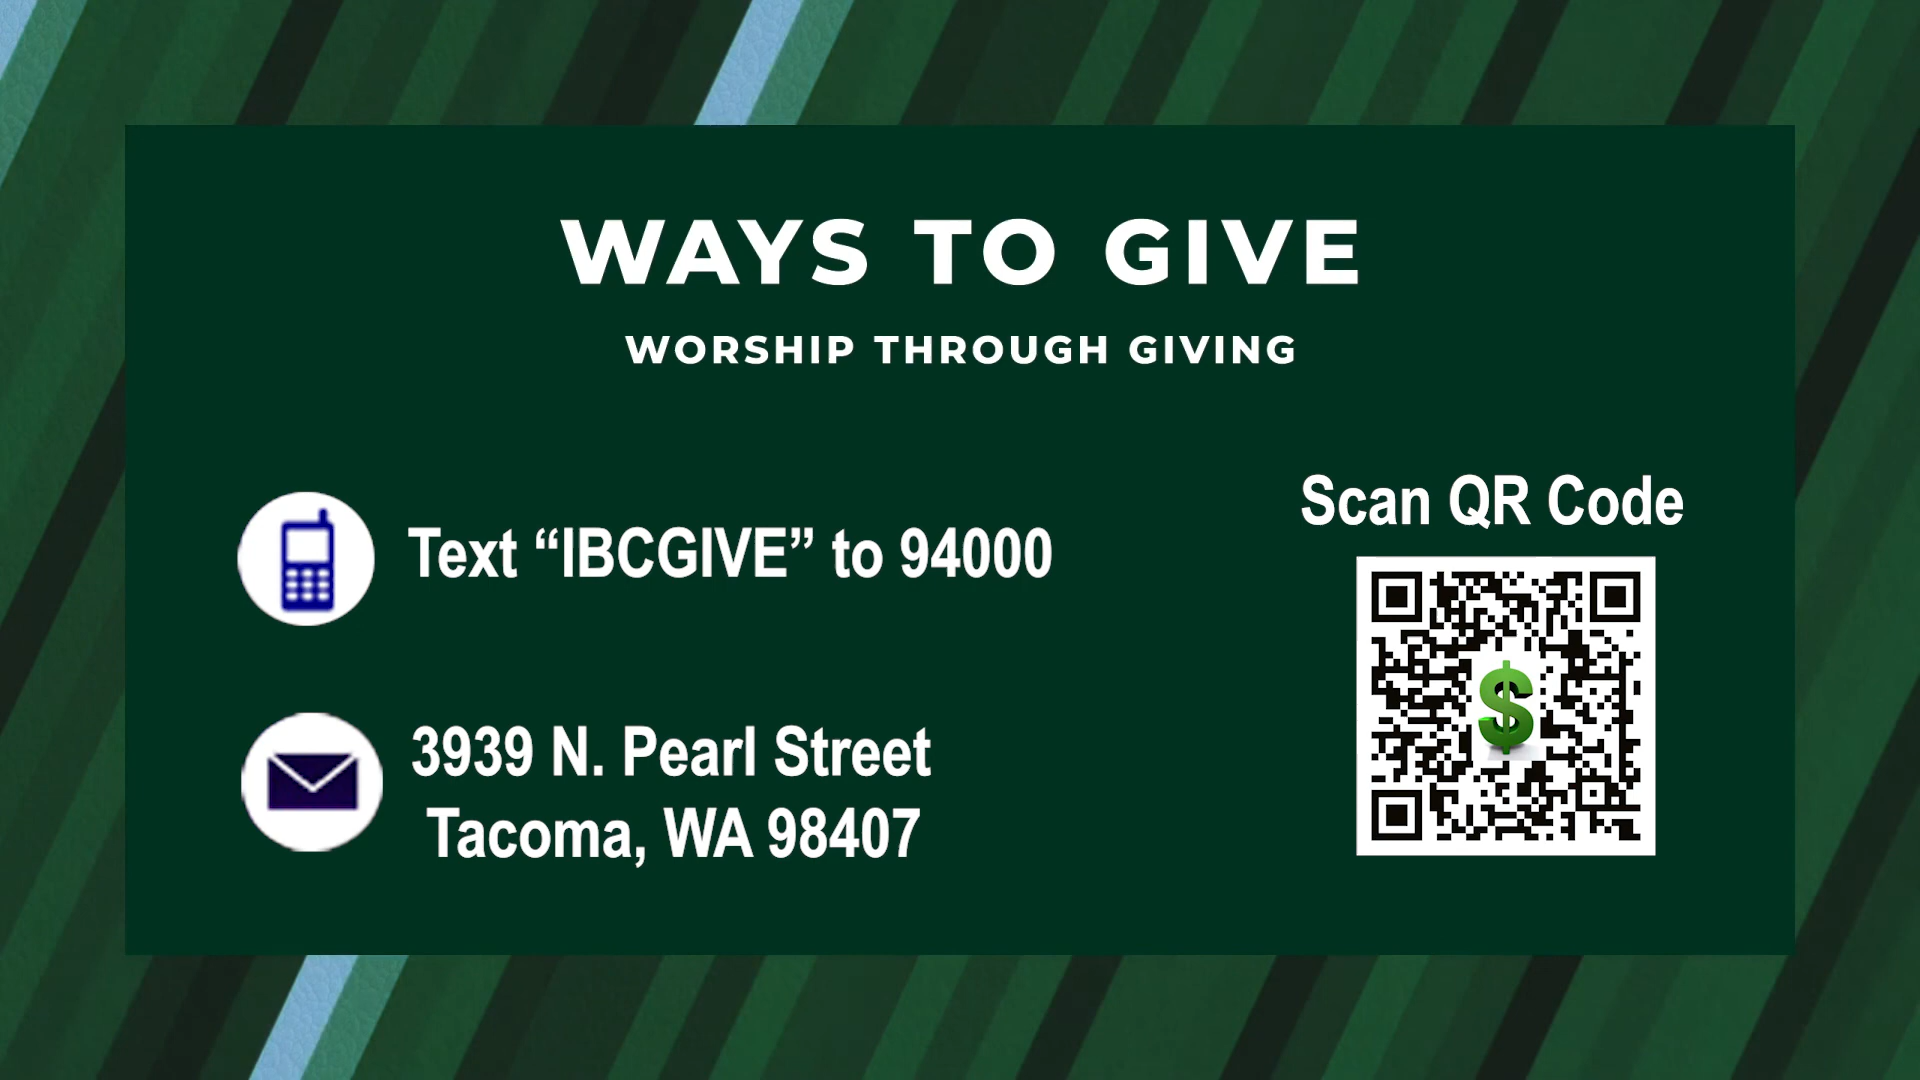 WAYS TO GIVE
WORSHIP THROUGH GIVING
Text “IBCGIVE” to 94000
3939 N. Pearl Street
Tacoma, WA 98407
Scan QR Code
$